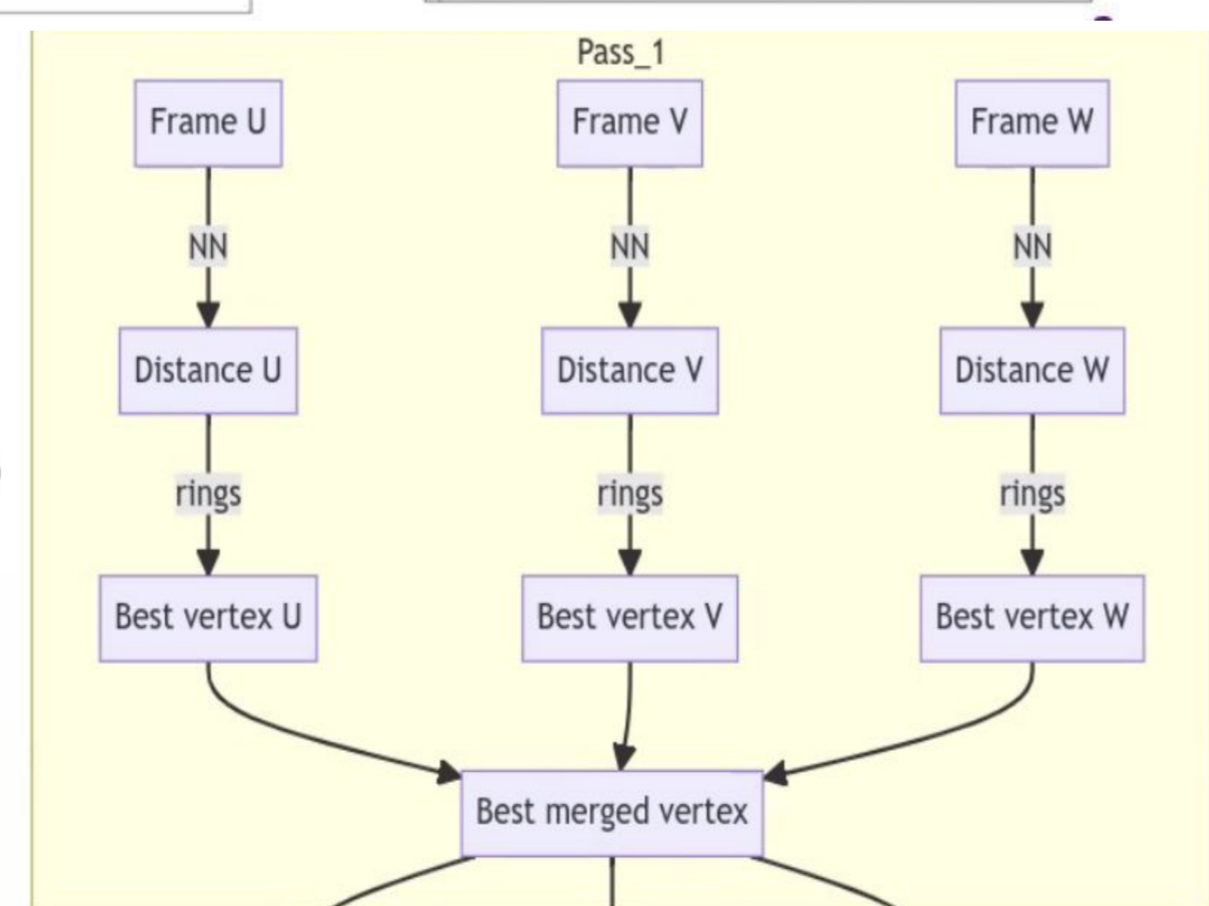 Pass_1
Frame U
Frame V
Frame W
NN
NN
NN
Distance U
Distance V
Distance W
rings
rings
rings
Best vertex U
Best vertex V
Best vertex W
Best merged vertex